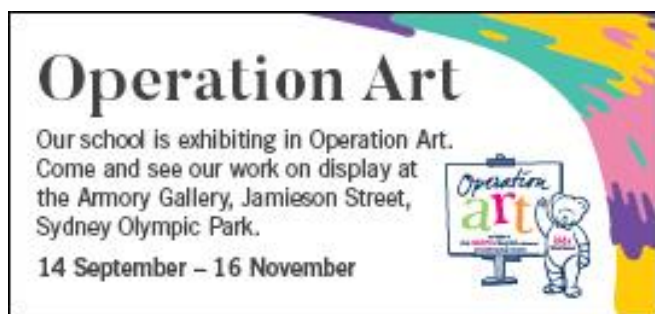 Operation Art
Our school is exhibiting in Operation Art.
Come and see our work on display at
the Armory Gallery, Jamieson Street,
Sydney Olympic Park.
14 September – 16 November
Operation
art